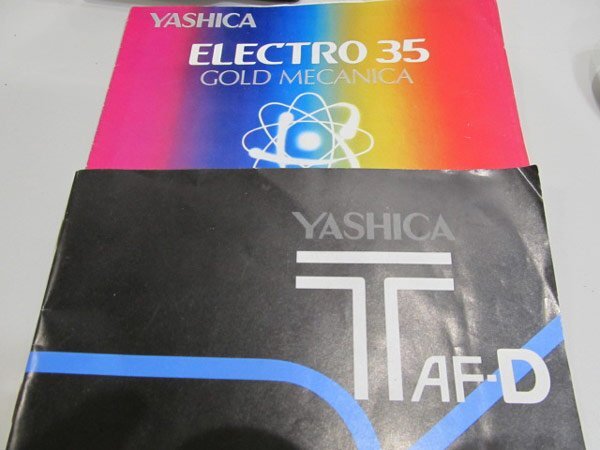 YASHICA
ELECTRO 35
GOLD MECANICA
YASHICA
T AF-D